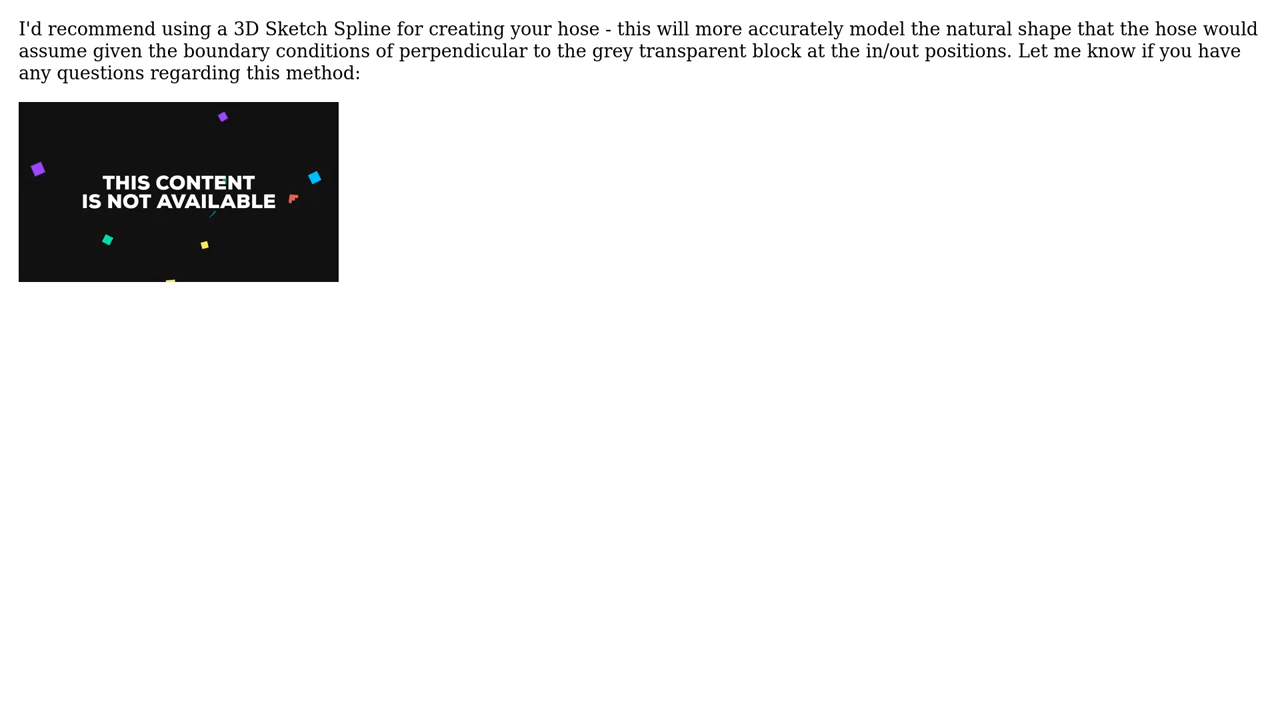 I'd recommend using a 3D Sketch Spline for creating your hose - this will more accurately model the natural shape that the hose would
assume given the boundary conditions of perpendicular to the grey transparent block at the in/out positions. Let me know if you have
any questions regarding this method:
THIS CONTENT
IS NOT AVAILABLE